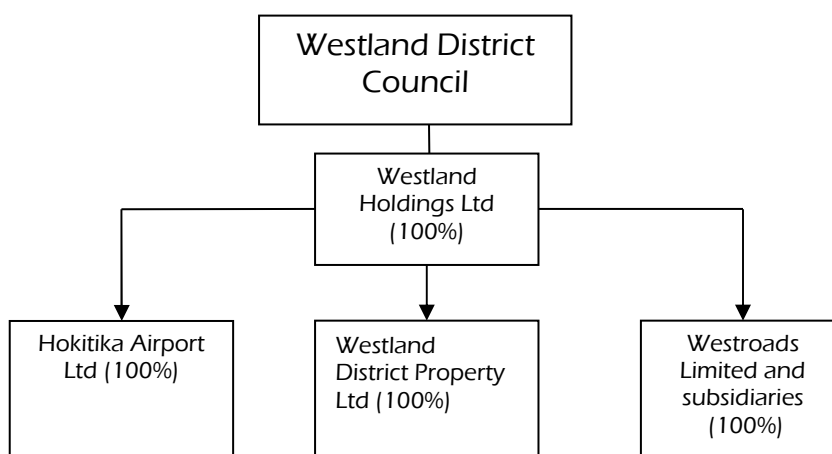 Westland District
Council
Westland
Holdings Ltd
(100%)
Hokitika Airport
Ltd (100%)
Westland
District Property
Ltd (100%)
Westroads
Limited and
subsidiaries
(100%)